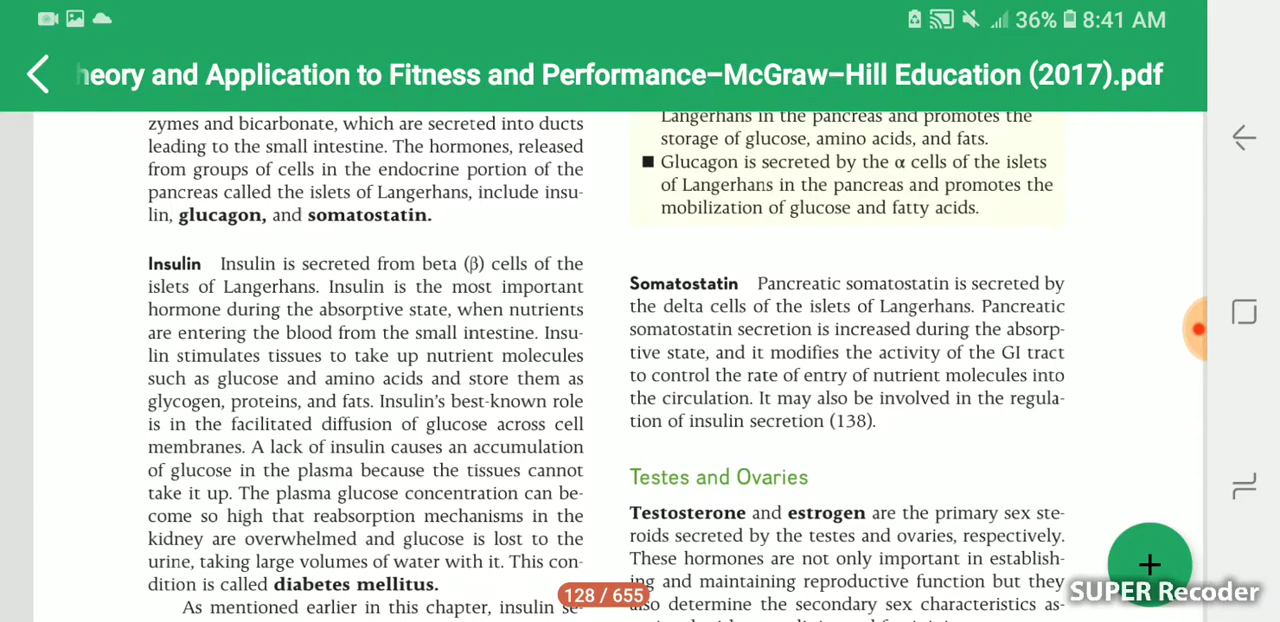 36% 8:41 AM
heory and Application to Fitness and Performance–McGraw–Hill Education (2017).pdf
zymes and bicarbonate, which are secreted into ducts
leading to the small intestine. The hormones, released
from groups of cells in the endocrine portion of the
pancreas called the islets of Langerhans, include insu-
lin, glucagon, and somatostatin.
Insulin Insulin is secreted from beta (β) cells of the
islets of Langerhans. Insulin is the most important
hormone during the absorptive state, when nutrients
are entering the blood from the small intestine. Insu-
lin stimulates tissues to take up nutrient molecules
such as glucose and amino acids and store them as
glycogen, proteins, and fats. Insulin's best-known role
is in the facilitated diffusion of glucose across cell
membranes. A lack of insulin causes an accumulation
of glucose in the plasma because the tissues cannot
take it up. The plasma glucose concentration can be-
come so high that reabsorption mechanisms in the
kidney are overwhelmed and glucose is lost to the
urine, taking large volumes of water with it. This con-
dition is called diabetes mellitus.
As mentioned earlier in this chapter, insulin se-
Langerhans in the pancreas and promotes the
storage of glucose, amino acids, and fats.
■ Glucagon is secreted by the α cells of the islets
of Langerhans in the pancreas and promotes the
mobilization of glucose and fatty acids.
Somatostatin Pancreatic somatostatin is secreted by
the delta cells of the islets of Langerhans. Pancreatic
somatostatin secretion is increased during the absorp-
tive state, and it modifies the activity of the GI tract
to control the rate of entry of nutrient molecules into
the circulation. It may also be involved in the regula-
tion of insulin secretion (138).
Testes and Ovaries
Testosterone and estrogen are the primary sex ste-
roids secreted by the testes and ovaries, respectively.
These hormones are not only important in establish-
ing and maintaining reproductive function but they
also determine the secondary sex characteristics as-
128 / 655
+
SUPER Recoder